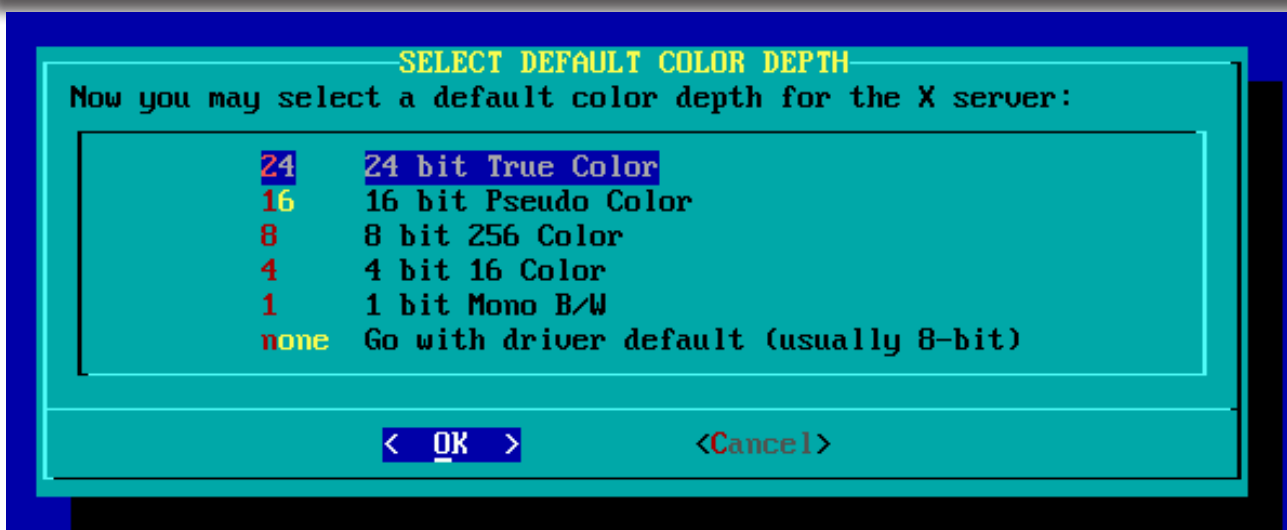 SELECT DEFAULT COLOR DEPTH
Now you may select a default color depth for the X server:
24 24 bit True Color
16 16 bit Pseudo Color
8 8 bit 256 Color
4 4 bit 16 Color
1 1 bit Mono B/W
none Go with driver default (usually 8-bit)
< OK > <Cancel>